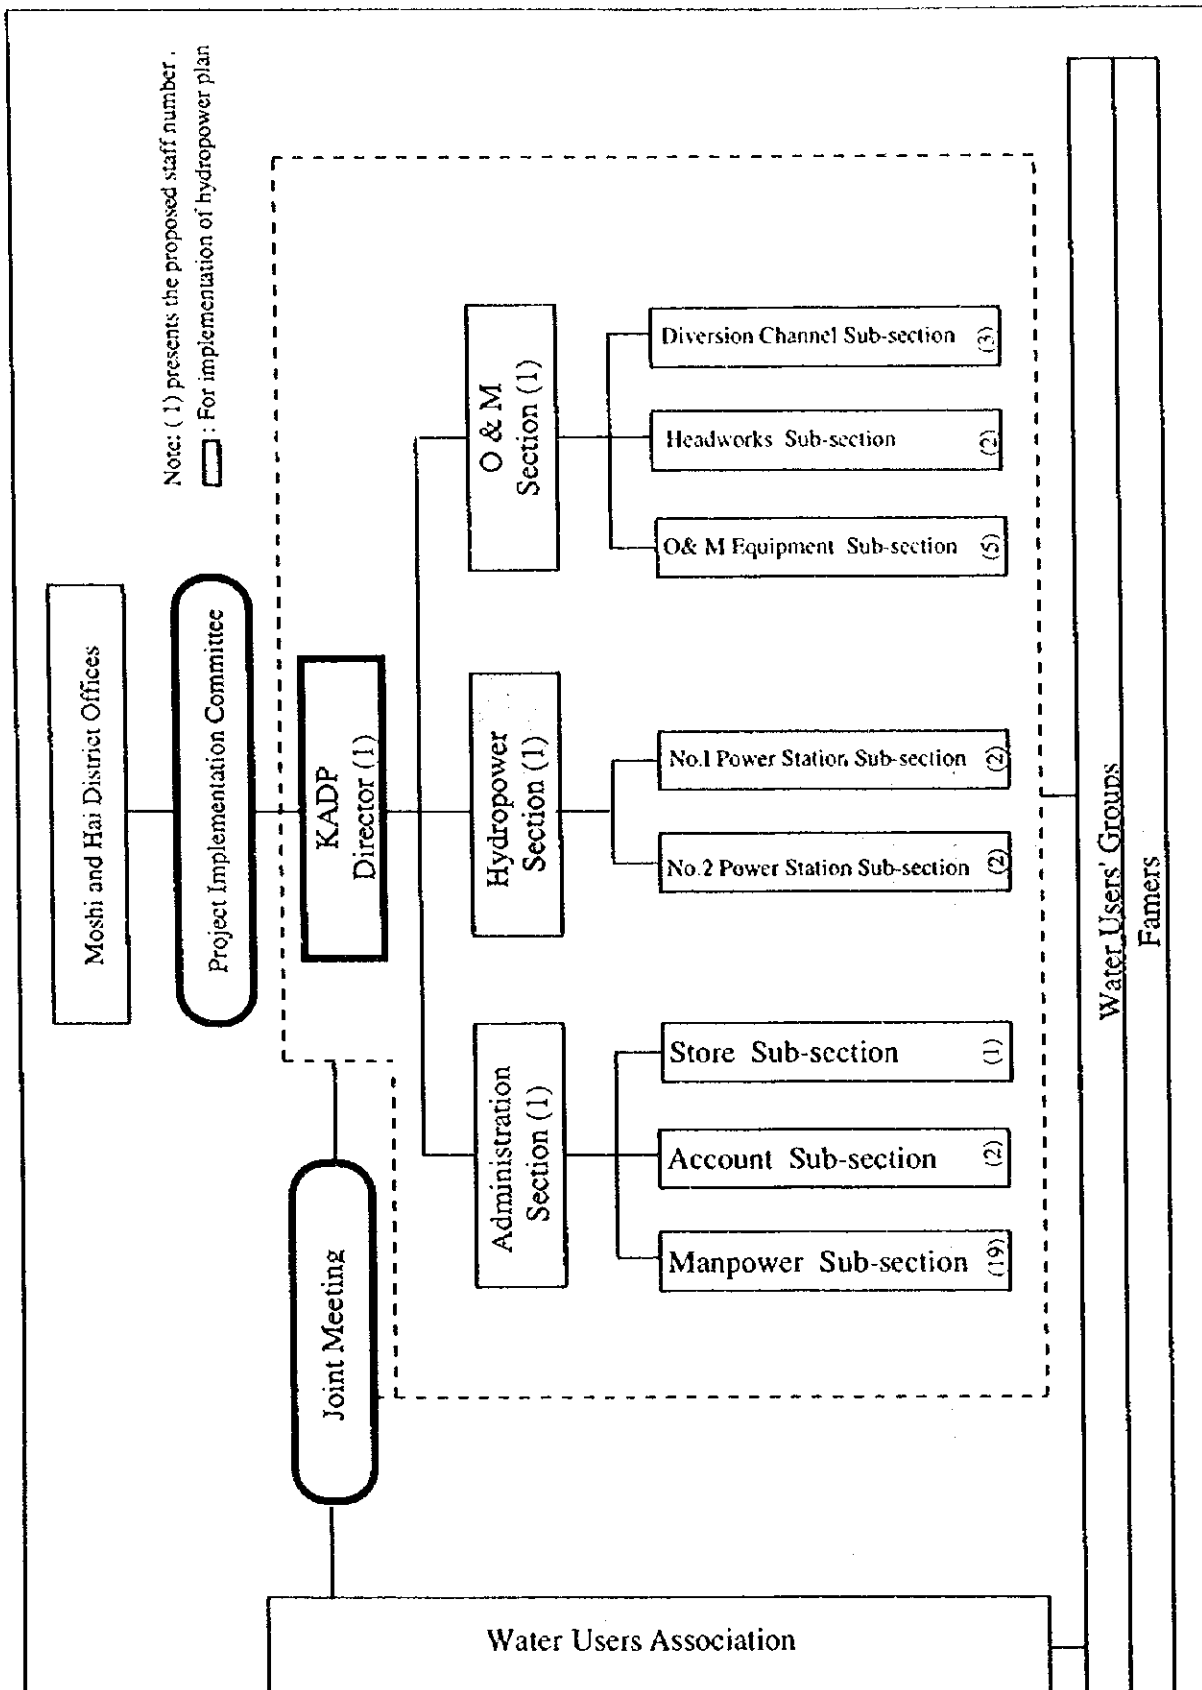 Note: (1) presents the proposed staff number .
: For implementation of hydropower plan
Moshi and Hai District Offices
Project Implementation Committee
Joint Meeting
KADP
Director (1)
Administration
Section (1)
Hydropower
Section (1)
O & M
Section (1)
Manpower Sub-section (19)
Account Sub-section (2)
Store Sub-section (1)
No.2 Power Station Sub-section (2)
No.1 Power Station Sub-section (2)
O& M Equipment Sub-section (5)
Headworks Sub-section (2)
Diversion Channel Sub-section (3)
Water Users Association
Water Users' Groups
Famers